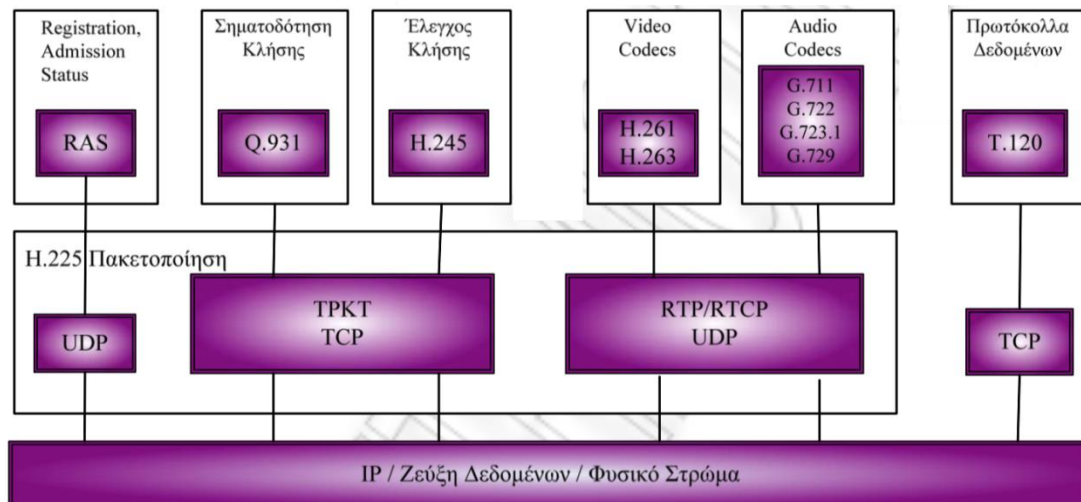 Registration,
Admission
Status
RAS
Σηματοδότηση
Κλήσης
Q.931
Έλεγχος
Κλήσης
H.245
Video
Codecs
H.261
H.263
Audio
Codecs
G.711
G.722
G.723.1
G.729
Πρωτόκολλα
Δεδομένων
T.120
H.225 Πακετοποίηση
UDP
TPKT
TCP
RTP/RTCP
UDP
TCP
IP / Ζεύξη Δεδομένων / Φυσικό Στρώμα